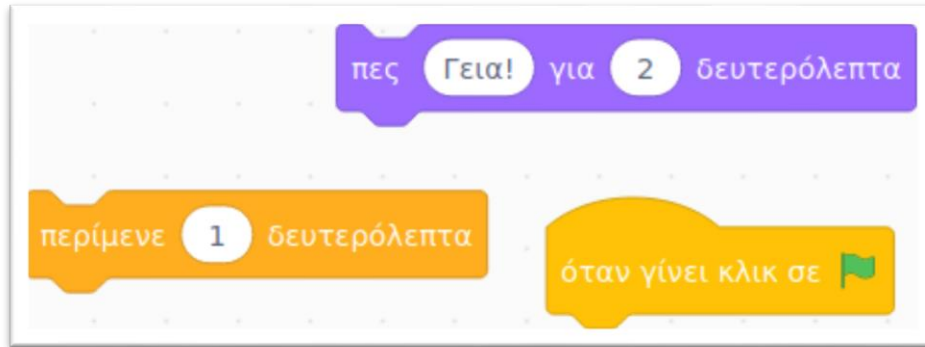 πες Γεια! για 2 δευτερόλεπτα
περίμενε 1 δευτερόλεπτα
όταν γίνει κλικ σε